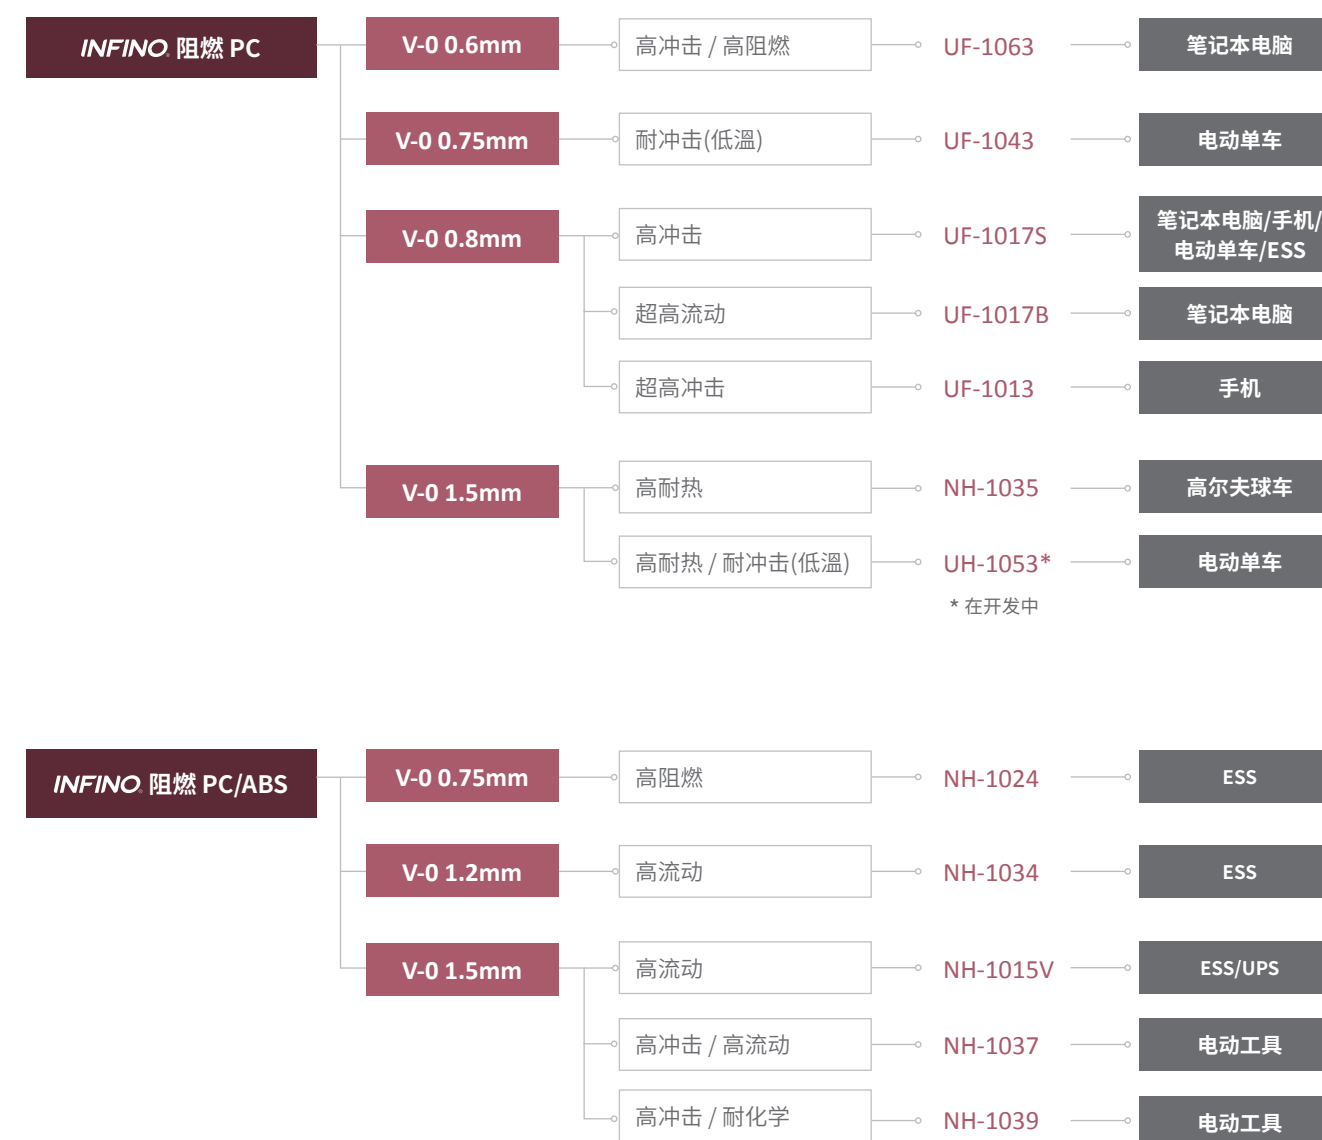 INFINO® 阻燃 PC
V-0 0.6mm
高冲击 / 高阻燃
UF-1063
笔记本电脑
V-0 0.75mm
耐冲击(低溫)
UF-1043
电动单车
V-0 0.8mm
高冲击
UF-1017S
笔记本电脑/手机/
电动单车/ESS
超高流动
UF-1017B
笔记本电脑
超高冲击
UF-1013
手机
V-0 1.5mm
高耐热
NH-1035
高尔夫球车
高耐热 / 耐冲击(低溫)
UH-1053*
电动单车
* 在开发中
INFINO® 阻燃 PC/ABS
V-0 0.75mm
高阻燃
NH-1024
ESS
V-0 1.2mm
高流动
NH-1034
ESS
V-0 1.5mm
高流动
NH-1015V
ESS/UPS
高冲击 / 高流动
NH-1037
电动工具
高冲击 / 耐化学
NH-1039
电动工具